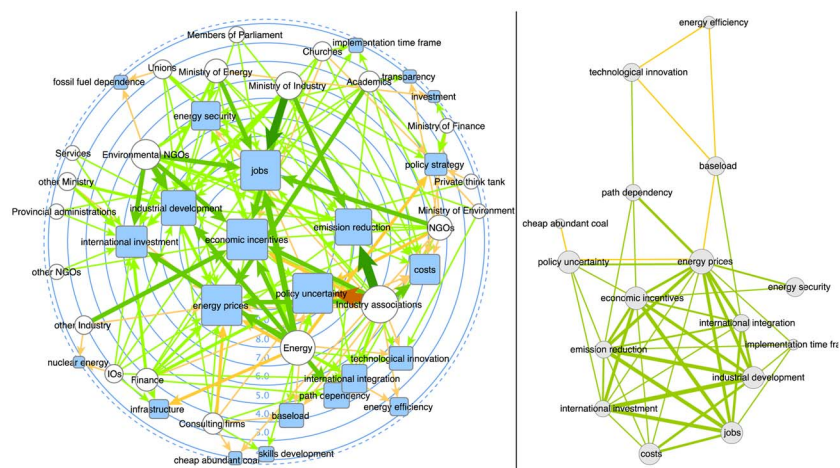 Members of Parliament
implementation time frame
Churches
Unions
Ministry of Energy
fossil fuel dependence
Ministry of Industry
Academics
transparency
investment
energy security
Ministry of Finance
Services
Environmental NGOs
jobs
policy strategy
other Ministry
Private think tank
Provincial administrations
industrial development
Ministry of Environment
international investment
economic incentives
emission reduction
NGOs
other NGOs
costs
energy prices
policy uncertainty
Industry associations
other Industry
8.0
Energy
7.0
technological innovation
nuclear energy
6.0
IOs
Finance
international integration
5.0
path dependency
infrastructure
4.0
baseload
energy efficiency
Consulting firms
3.0
cheap abundant coal
skills development
energy efficiency
technological innovation
baseload
path dependency
cheap abundant coal
policy uncertainty
energy prices
energy security
economic incentives
international integration
emission reduction
implementation time fra
industrial development
international investment
jobs
costs